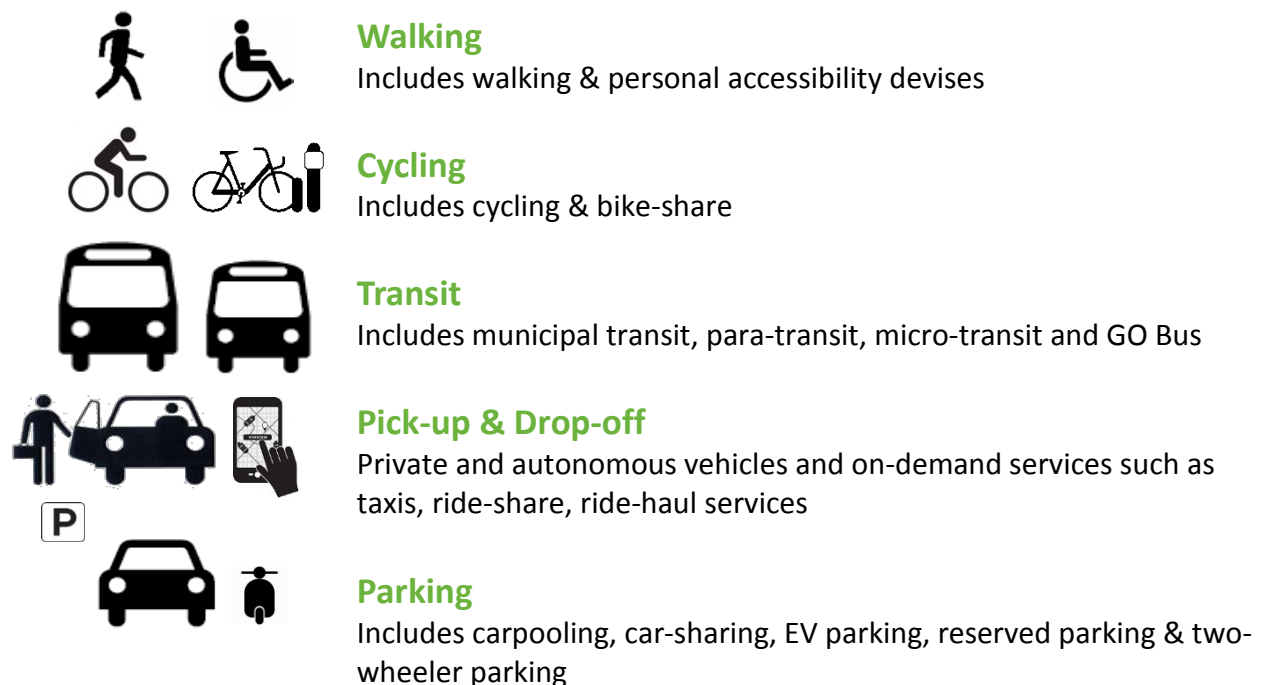 Walking
Includes walking & personal accessibility devises
Cycling
Includes cycling & bike-share
Transit
Includes municipal transit, para-transit, micro-transit and GO Bus
Pick-up & Drop-off
Private and autonomous vehicles and on-demand services such as
taxis, ride-share, ride-haul services
P
Parking
Includes carpooling, car-sharing, EV parking, reserved parking & two-
wheeler parking